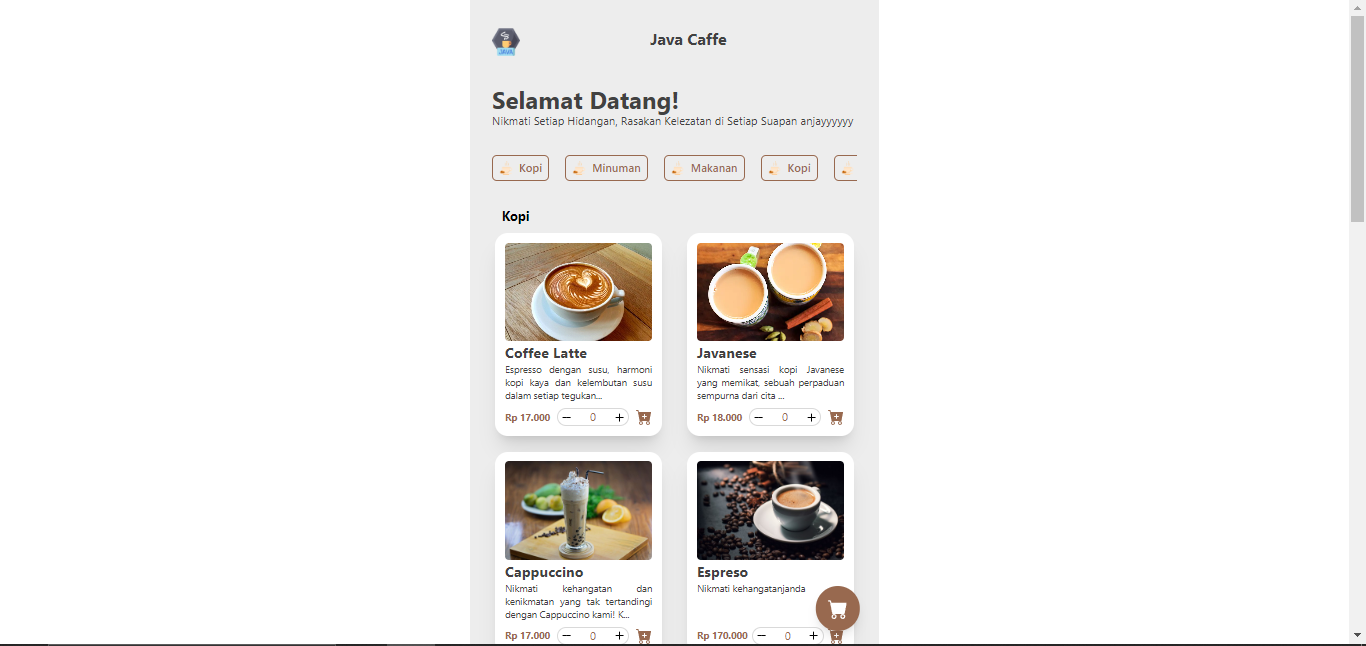 JAVA
Java Caffe
Selamat Datang!
Nikmati Setiap Hidangan, Rasakan Kelezatan di Setiap Suapan anjayyyyyy
Kopi Minuman Makanan Kopi
Kopi
Coffee Latte
Espresso dengan susu, harmoni
kopi kaya dan kelembutan susu
dalam setiap tegukan...
Rp 17.000 − 0 +
Javanese
Nikmati sensasi kopi Javanese
yang memikat, sebuah perpaduan
sempurna dari cita ...
Rp 18.000 − 0 +
Cappuccino
Nikmati kehangatan dan
kenikmatan yang tak tertandingi
dengan Cappuccino kami! K...
Rp 17.000 − 0 +
Espreso
Nikmati kehangatanjanda
Rp 170.000 − 0 +